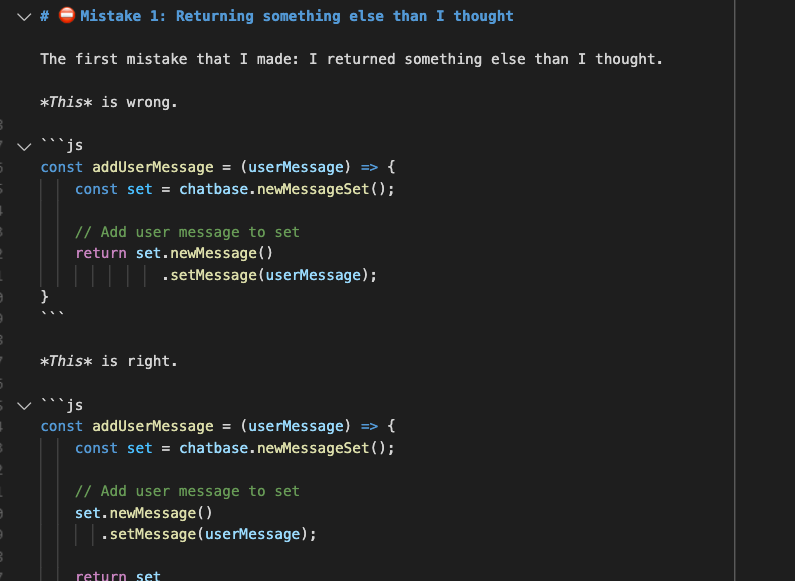 # ⛔ Mistake 1: Returning something else than I thought
The first mistake that I made: I returned something else than I thought.
*This* is wrong.
```js
const addUserMessage = (userMessage) => {
const set = chatbase.newMessageSet();
// Add user message to set
return set.newMessage()
.setMessage(userMessage);
}
```
*This* is right.
```js
const addUserMessage = (userMessage) => {
const set = chatbase.newMessageSet();
// Add user message to set
set.newMessage()
.setMessage(userMessage);
return set